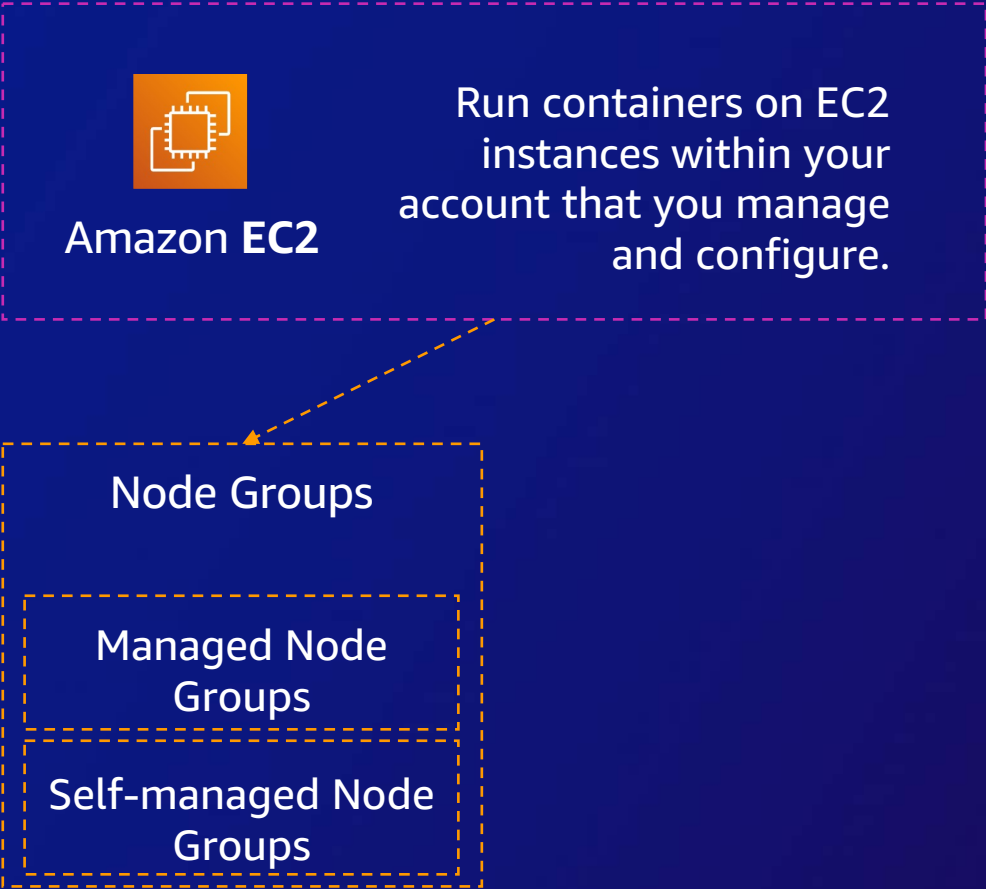 Run containers on EC2
instances within your
account that you manage
and configure.
Amazon EC2
Node Groups
Managed Node
Groups
Self-managed Node
Groups